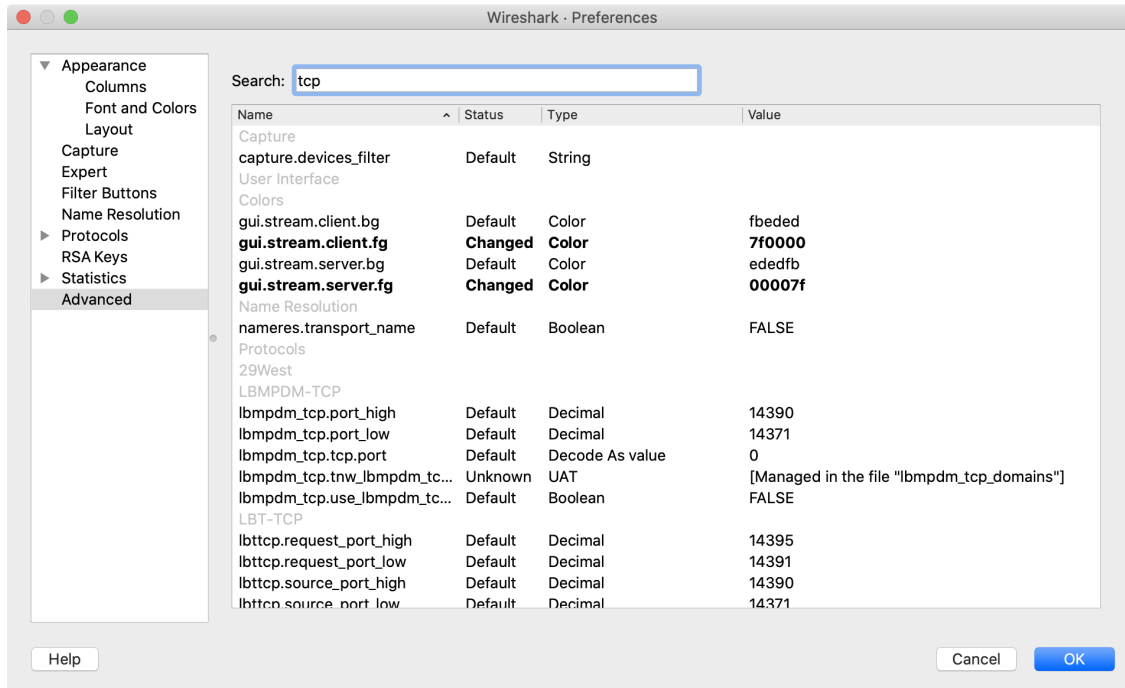 Wireshark · Preferences
Appearance
Columns
Font and Colors
Layout
Capture
Expert
Filter Buttons
Name Resolution
Protocols
RSA Keys
Statistics
Advanced
Search: tcp
Name Status Type Value
Capture
capture.devices_filter Default String
User Interface
Colors
gui.stream.client.bg Default Color fbeded
gui.stream.client.fg Changed Color 7f0000
gui.stream.server.bg Default Color ededfb
gui.stream.server.fg Changed Color 00007f
Name Resolution
nameres.transport_name Default Boolean FALSE
Protocols
29West
LBMPDM-TCP
lbmpdm_tcp.port_high Default Decimal 14390
lbmpdm_tcp.port_low Default Decimal 14371
lbmpdm_tcp.tcp.port Default Decode As value 0
lbmpdm_tcp.tnw_lbmpdm_tc... Unknown UAT [Managed in the file "lbmpdm_tcp_domains"]
lbmpdm_tcp.use_lbmpdm_tc... Default Boolean FALSE
LBT-TCP
lbttcp.request_port_high Default Decimal 14395
lbttcp.request_port_low Default Decimal 14391
lbttcp.source_port_high Default Decimal 14390
lbttcp.source_port_low Default Decimal 14371
Help Cancel OK